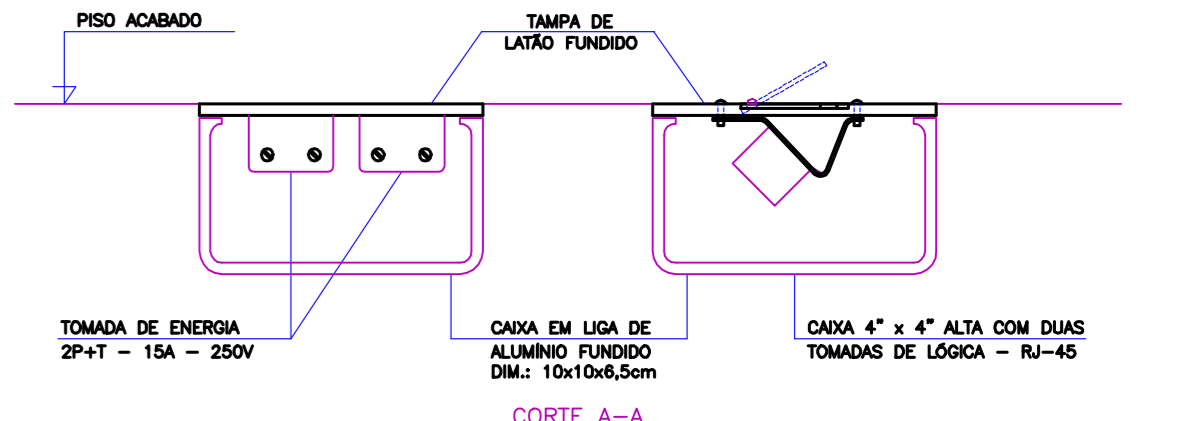 PISO ACABADO
TAMPA DE
LATÃO FUNDIDO
TOMADA DE ENERGIA
2P+T – 15A – 250V
CAIXA EM LIGA DE
ALUMÍNIO FUNDIDO
DIM.: 10x10x6,5cm
CAIXA 4" x 4" ALTA COM DUAS
TOMADAS DE LÓGICA – RJ–45
CORTE A–A